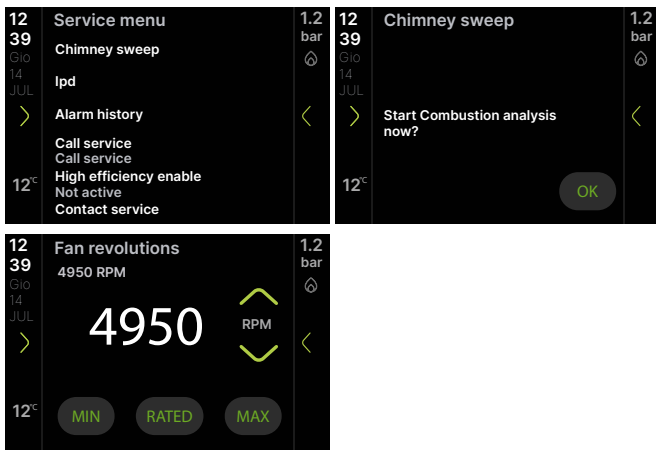 12
39
Gio
14
JUL
12°C
Service menu
Chimney sweep
Ipd
Alarm history
Call service
Call service
High efficiency enable
Not active
Contact service
1.2
bar
12
39
Gio
14
JUL
12°C
Chimney sweep
Start Combustion analysis
now?
OK
1.2
bar
12
39
Gio
14
JUL
12°C
Fan revolutions
4950 RPM
4950
RPM
MIN
RATED
MAX
1.2
bar